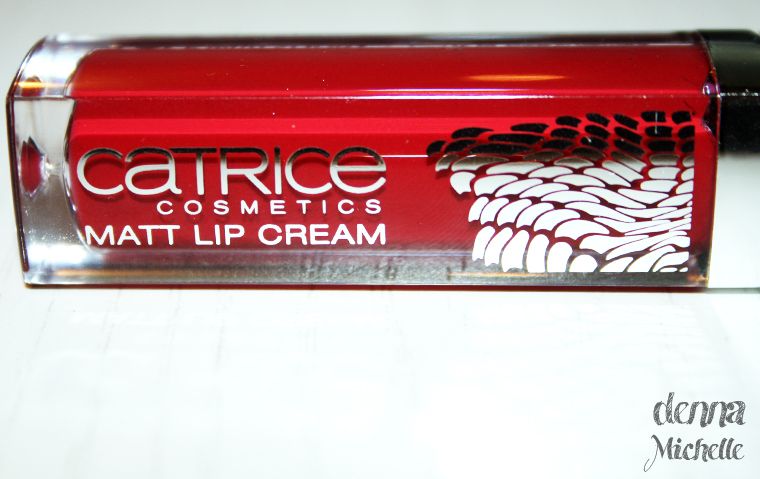 CATRICE
COSMETICS
MATT LIP CREAM
denna
Michelle